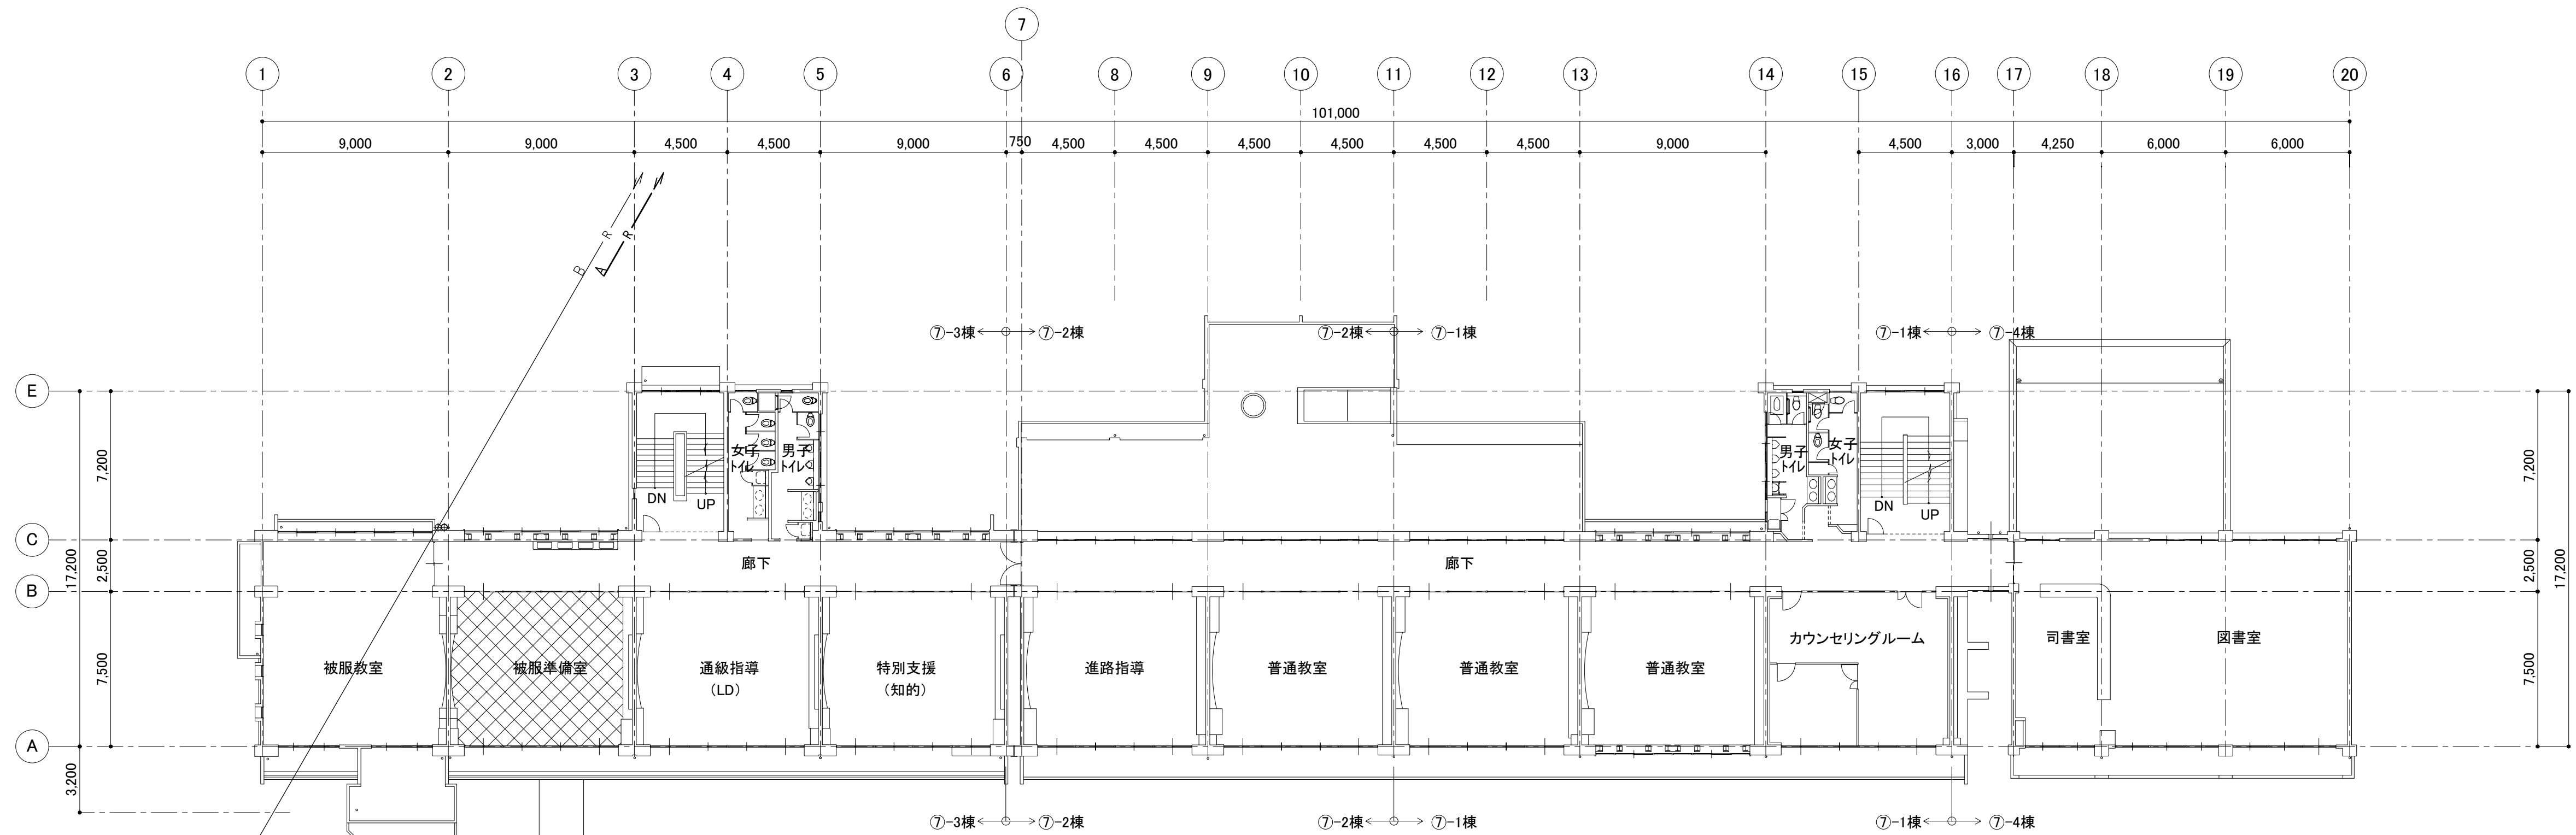 7
1 2 3 4 5 6 8 9 10 11 12 13 14 15 16 17 18 19 20
101,000
9,000 9,000 4,500 4,500 9,000 750 4,500 4,500 4,500 4,500 4,500 4,500 9,000 4,500 3,000 4,250 6,000 6,000
R R
B A
⑦-3棟 ⑦-2棟 ⑦-2棟 ⑦-1棟 ⑦-1棟 ⑦-4棟
E
女子 男子 男子 女子
トイレ トイレ トイレ トイレ
7,200 7,200
DN UP DN UP
C
廊下 廊下
17,200 2,500 2,500 17,200
B
カウンセリングルーム 司書室 図書室
被服教室 被服準備室 通級指導 特別支援 進路指導 普通教室 普通教室 普通教室
(LD) (知的)
7,500 7,500
A
3,200
⑦-3棟 ⑦-2棟 ⑦-2棟 ⑦-1棟 ⑦-1棟 ⑦-4棟